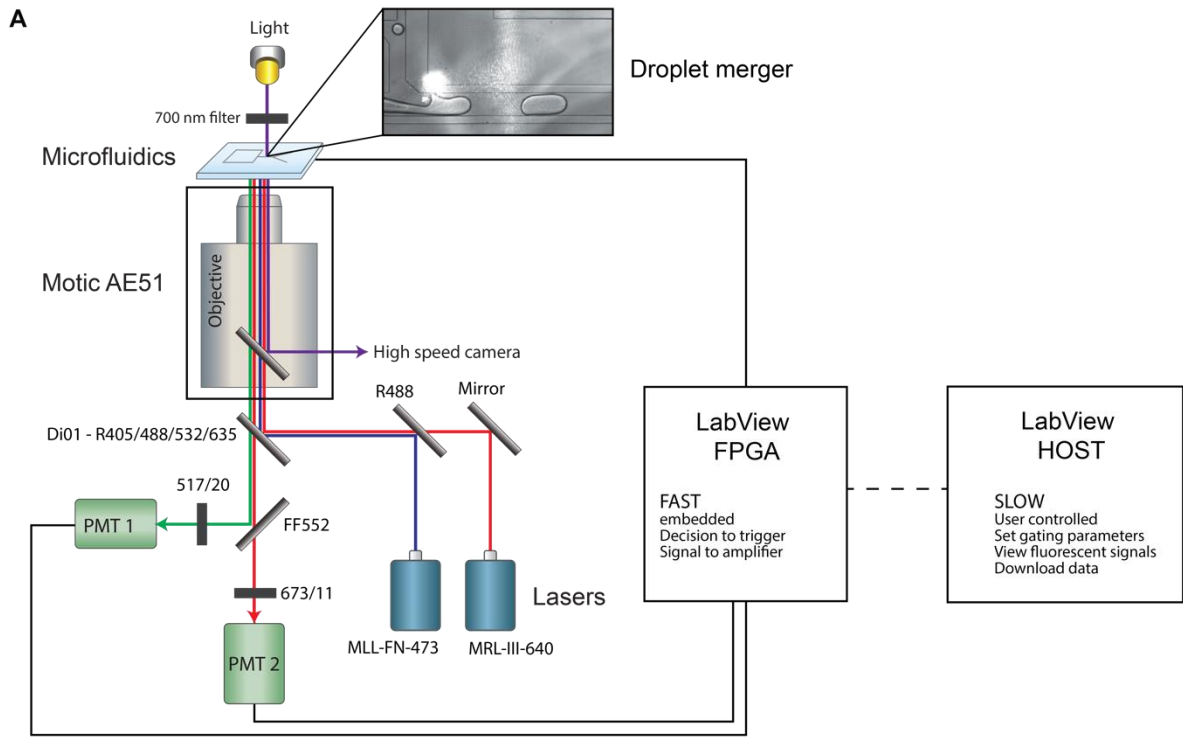 A
Light
Droplet merger
700 nm filter
Microfluidics
Motic AE51
Objective
High speed camera
R488
Mirror
Di01 - R405/488/532/635
517/20
PMT 1
FF552
673/11
PMT 2
Lasers
MLL-FN-473
MRL-III-640
LabView
FPGA
FAST
embedded
Decision to trigger
Signal to amplifier
LabView
HOST
SLOW
User controlled
Set gating parameters
View fluorescent signals
Download data